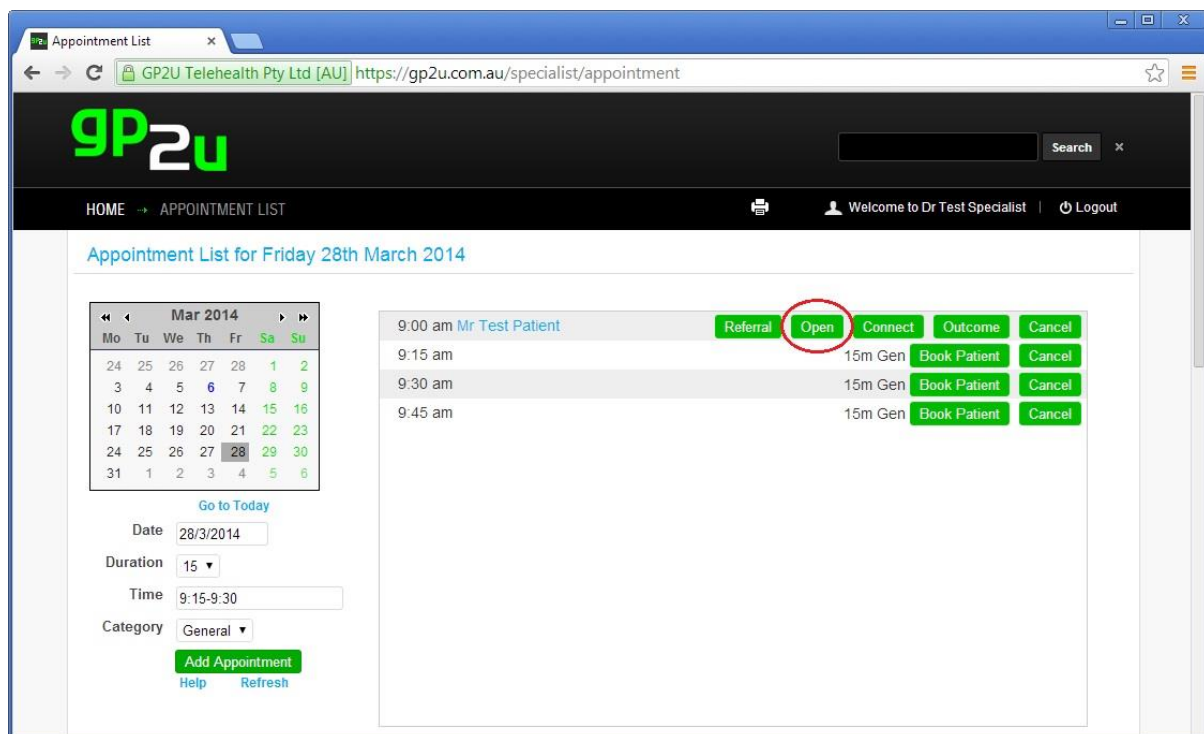 Appointment List
GP2U Telehealth Pty Ltd [AU] https://gp2u.com.au/specialist/appointment
gp2u
Search ×
HOME APPOINTMENT LIST Welcome to Dr Test Specialist | Logout
Appointment List for Friday 28th March 2014
Mar 2014
Mo Tu We Th Fr Sa Su
24 25 26 27 28 1 2
3 4 5 6 7 8 9
10 11 12 13 14 15 16
17 18 19 20 21 22 23
24 25 26 27 28 29 30
31 1 2 3 4 5 6
Go to Today
Date 28/3/2014
Duration 15
Time 9:15-9:30
Category General
Add Appointment
Help Refresh
9:00 am Mr Test Patient Referral Open Connect Outcome Cancel
9:15 am 15m Gen Book Patient Cancel
9:30 am 15m Gen Book Patient Cancel
9:45 am 15m Gen Book Patient Cancel